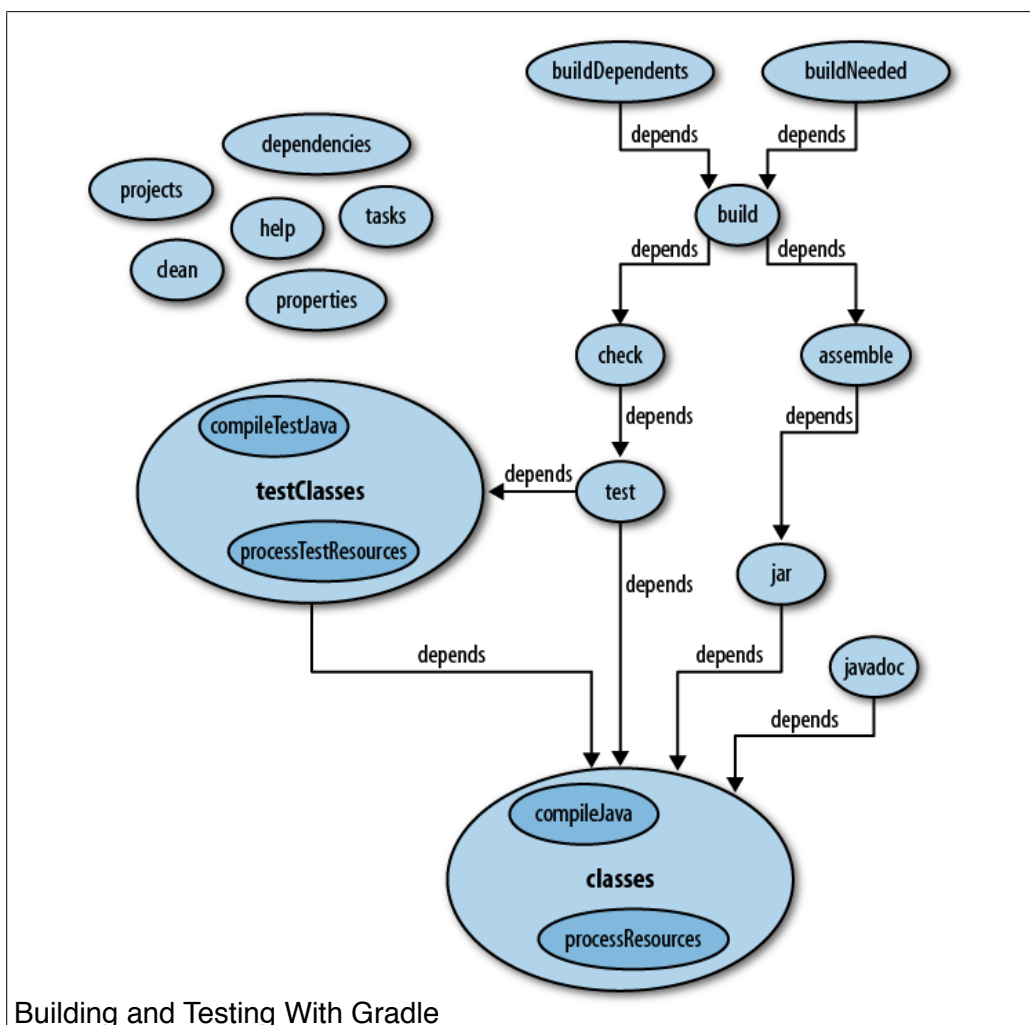 buildDependents
buildNeeded
depends
depends
dependencies
projects
tasks
help
build
clean
properties
depends
depends
check
assemble
compileTestJava
depends
depends
testClasses
depends
test
processTestResources
jar
depends
depends
depends
javadoc
depends
compileJava
classes
processResources
Building and Testing With Gradle